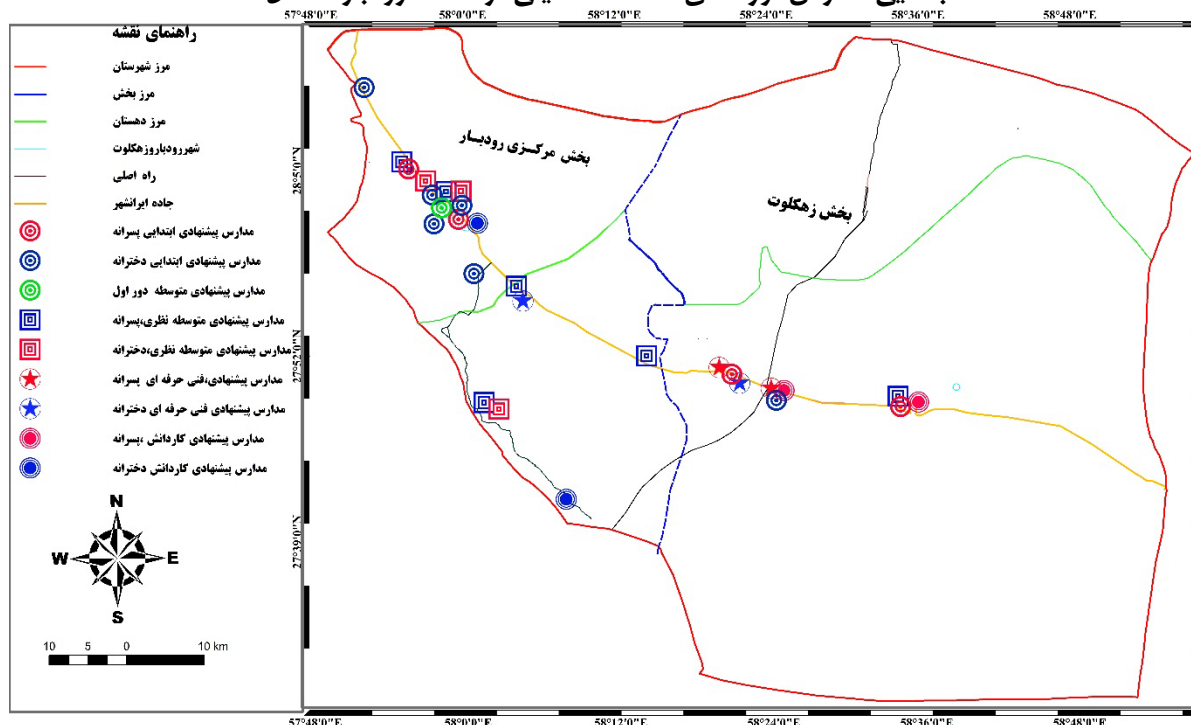 57°48'0"E 58°0'0"E 58°12'0"E 58°24'0"E 58°36'0"E 58°48'0"E
راهنمای نقشه
مرز شهرستان
مرز بخش
مرز دهستان
شهررودباروزهکلوت
راه اصلی
جاده ایرانشهر
مدارس پیشنهادی ابتدایی پسرانه
مدارس پیشنهادی ابتدایی دخترانه
مدارس پیشنهادی متوسطه دور اول
مدارس پیشنهادی متوسطه نظری،پسرانه
مدارس پیشنهادی متوسطه نظری،دخترانه
مدارس پیشنهادی،فنی حرفه ای پسرانه
مدارس پیشنهادی فنی حرفه ای دخترانه
مدارس پیشنهادی کاردانش ،پسرانه
مدارس پیشنهادی کاردانش دخترانه
N
W E
S
10 5 0 10 km
بخش مرکزی رودبار
بخش زهکلوت
28°5'0"N
27°52'0"N
27°39'0"N
57°48'0"E 58°0'0"E 58°12'0"E 58°24'0"E 58°36'0"E 58°48'0"E